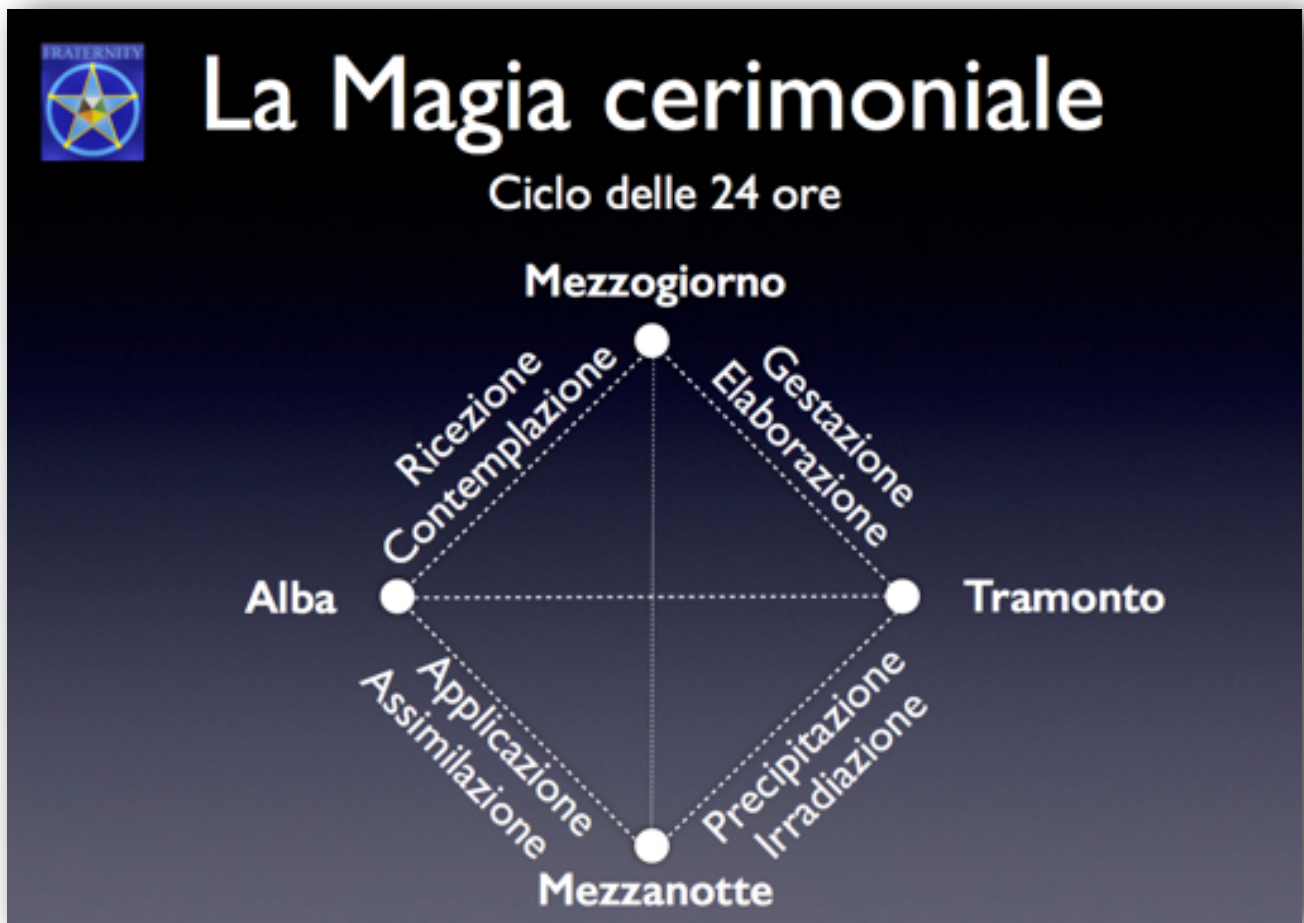 FRATERNITY
La Magia cerimoniale
Ciclo delle 24 ore
Mezzogiorno
Ricezione
Contemplazione
Gestazione
Elaborazione
Alba
Tramonto
Applicazione
Assimilazione
Precipitazione
Irradiazione
Mezzanotte